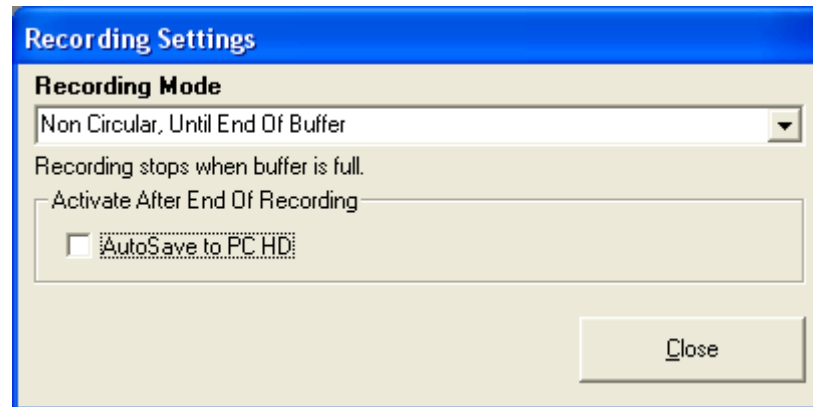 Recording Settings
Recording Mode
Non Circular, Until End Of Buffer
Recording stops when buffer is full.
Activate After End Of Recording
AutoSave to PC HD
Close